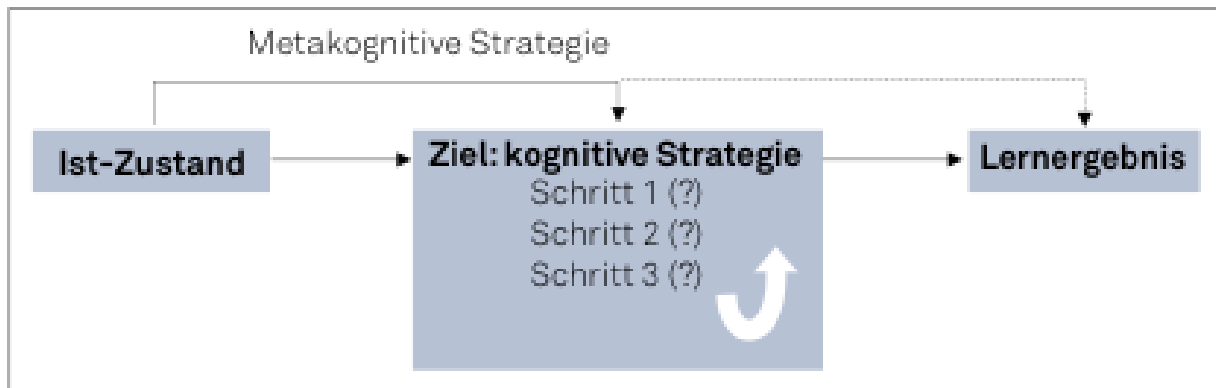 Metakognitive Strategie
Ist-Zustand
Ziel: kognitive Strategie
Schritt 1 (?)
Schritt 2 (?)
Schritt 3 (?)
Lernergebnis